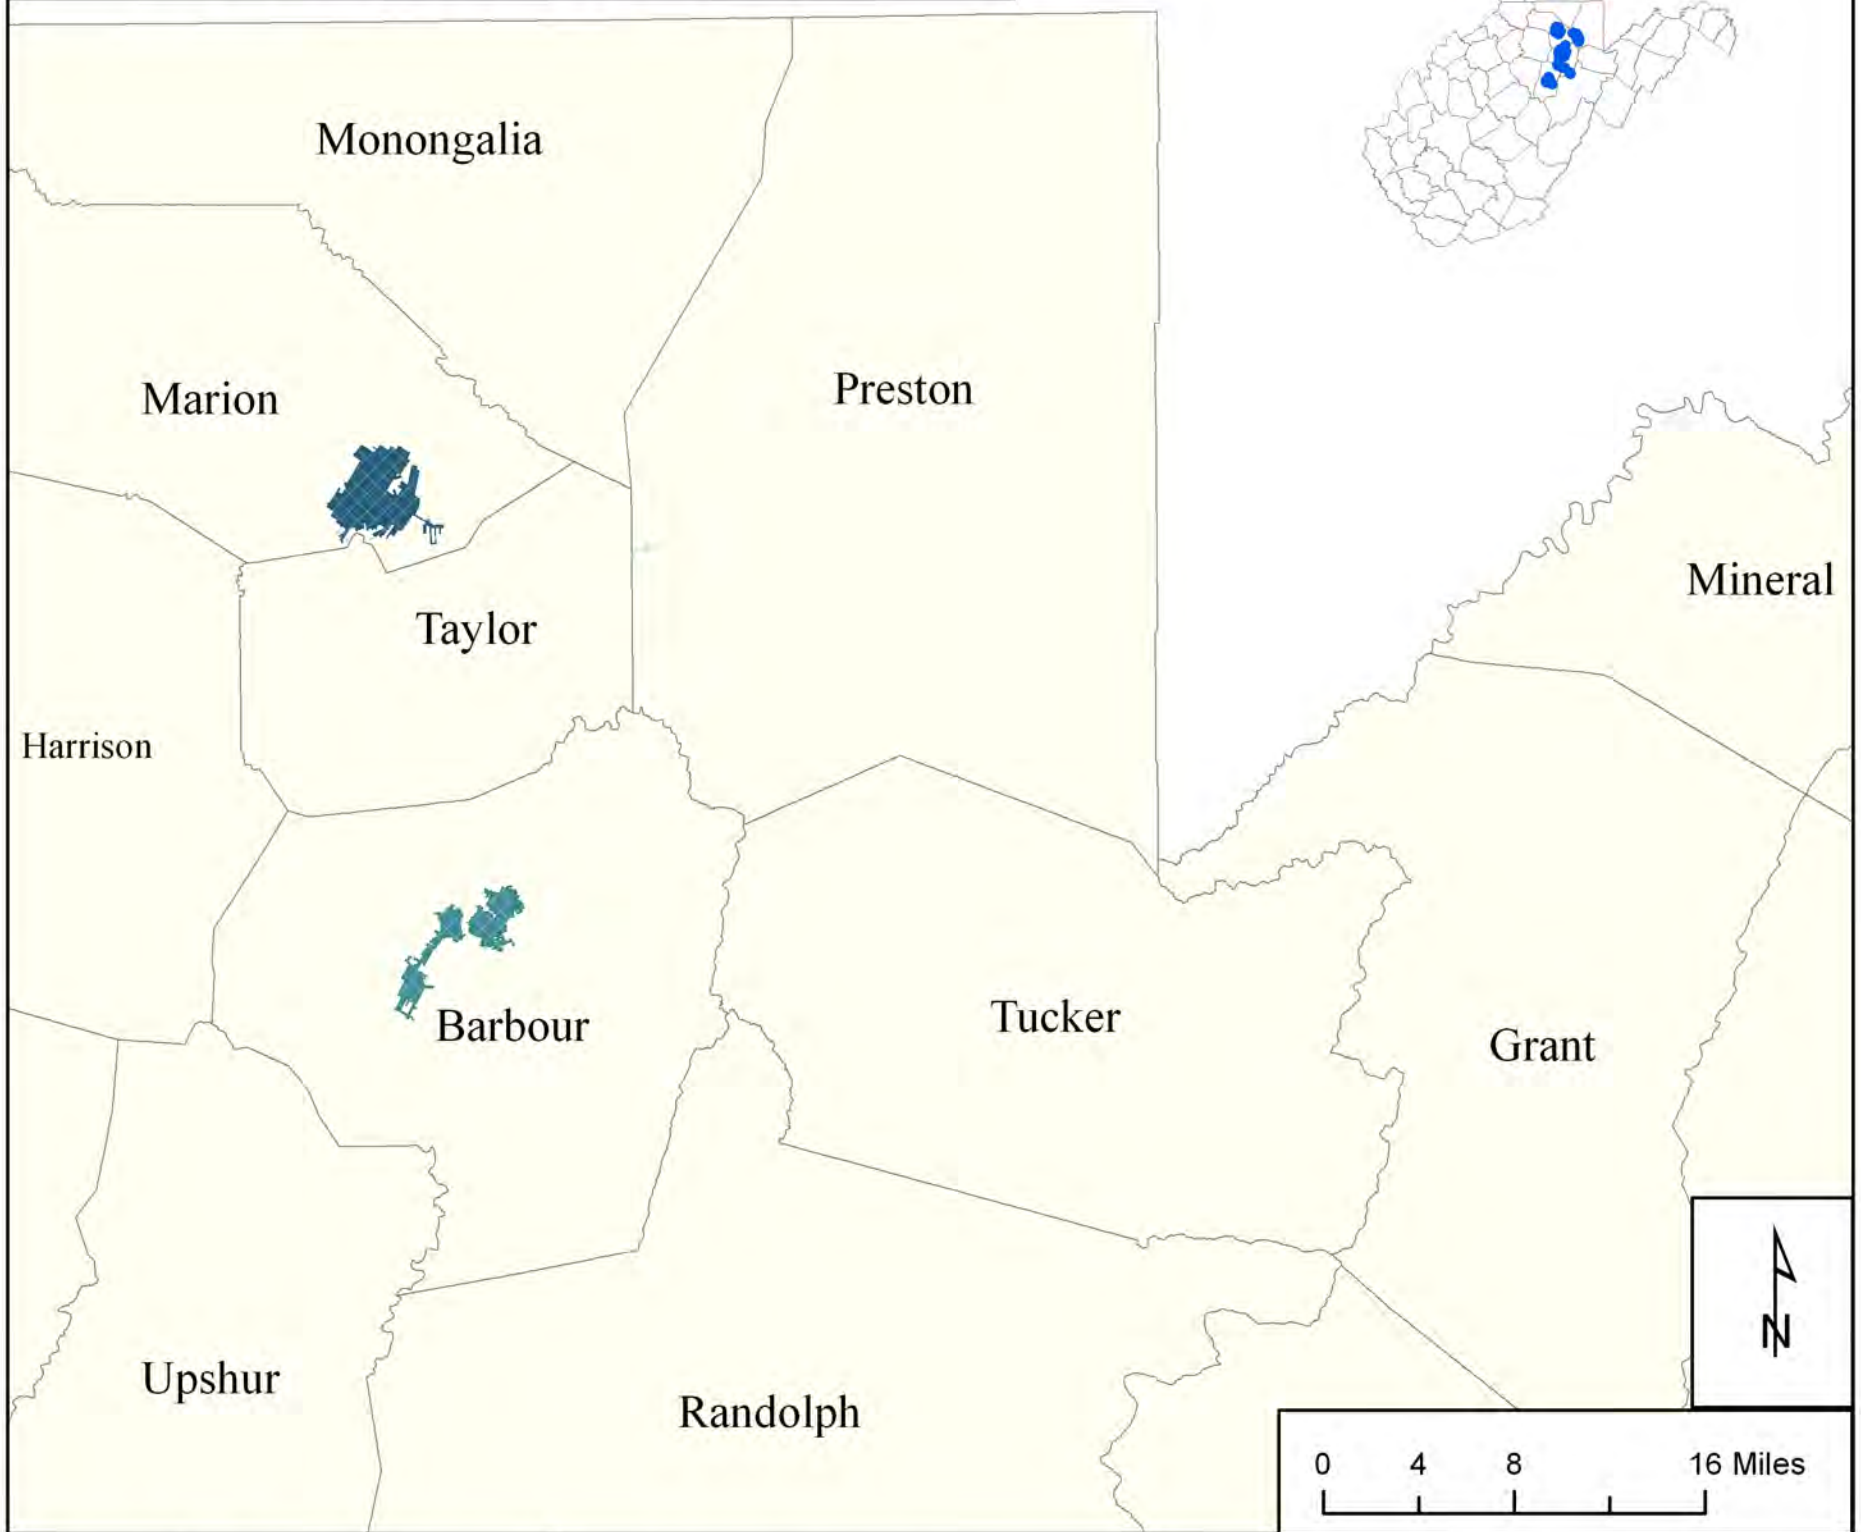 Monongalia
Marion
Preston
Mineral
Taylor
Harrison
Tucker
Barbour
Grant
N
Upshur
Randolph
0 4 8 16 Miles